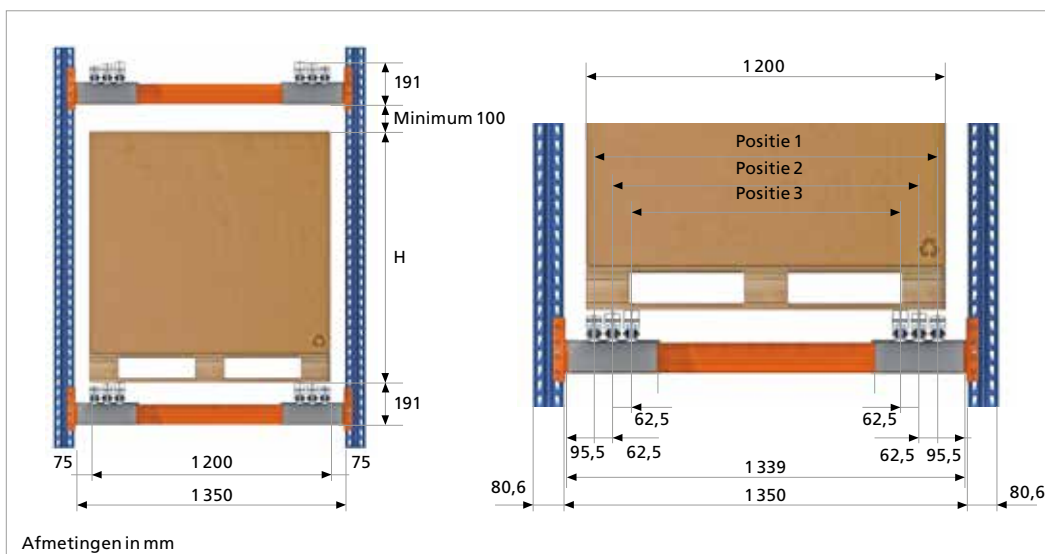 191
Minimum 100
H
191
75
1 200
75
1 350
1 200
Positie 1
Positie 2
Positie 3
62,5
62,5
95,5
62,5
62,5
95,5
1 339
80,6
1 350
80,6
Afmetingen in mm